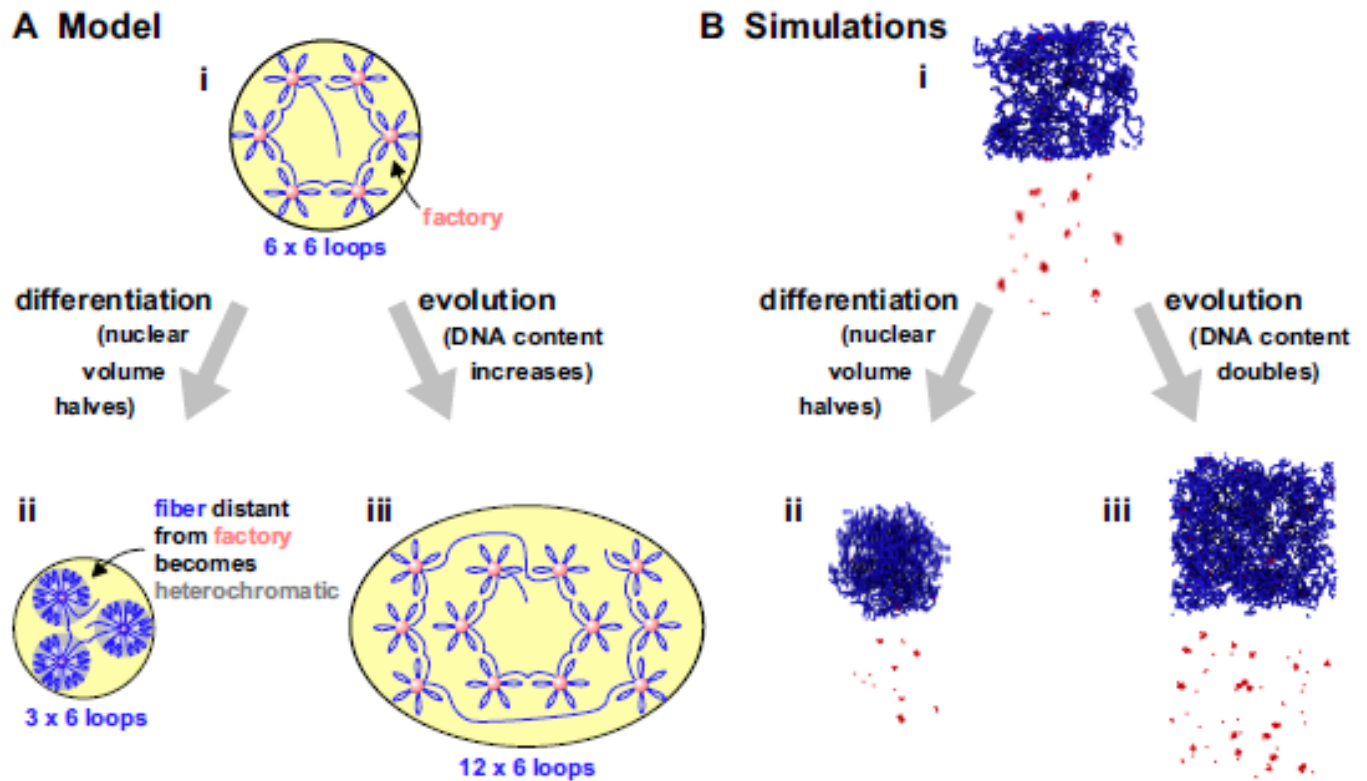 A Model
i
factory
6 x 6 loops
differentiation
(nuclear
volume
halves)
evolution
(DNA content
increases)
ii
fiber distant
from factory
becomes
heterochromatic
3 x 6 loops
iii
12 x 6 loops
B Simulations
i
differentiation
(nuclear
volume
halves)
evolution
(DNA content
doubles)
ii
iii